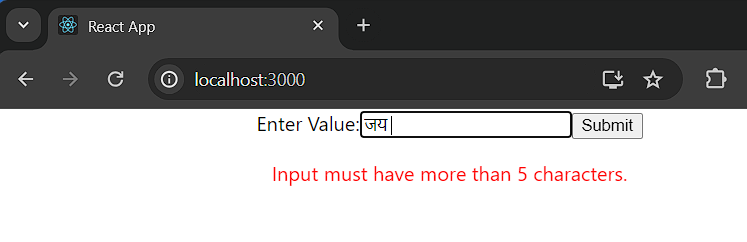 React App
localhost:3000
Enter Value: जय Submit
Input must have more than 5 characters.